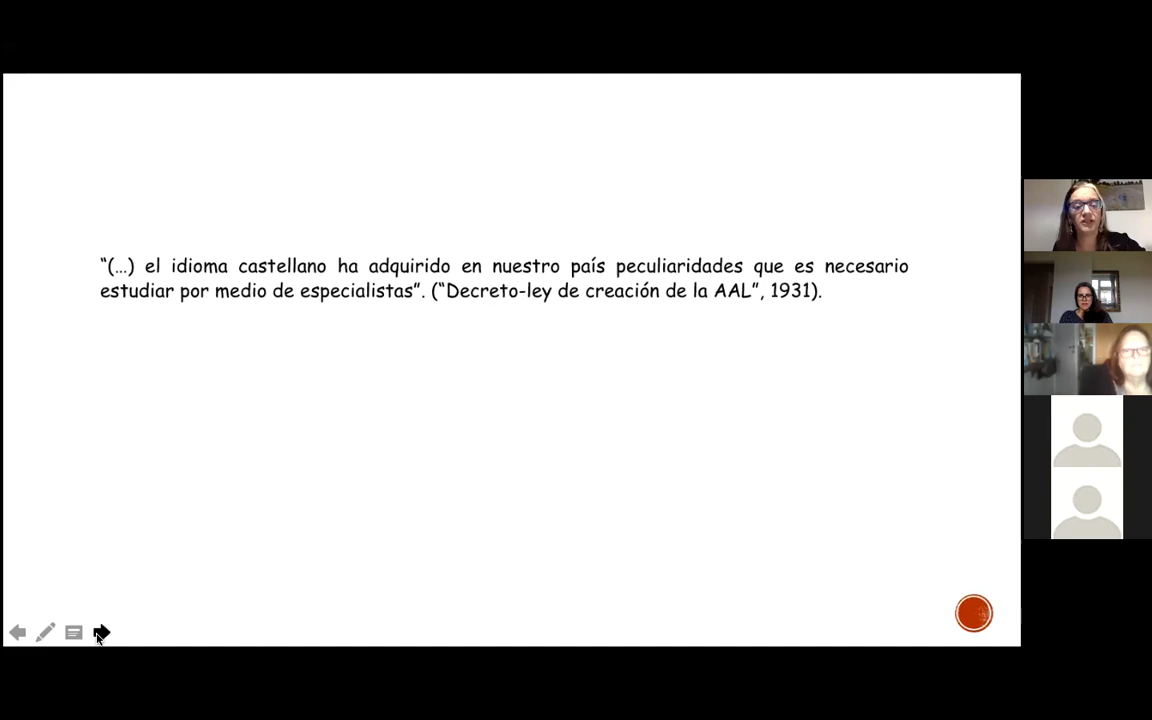 “(…) el idioma castellano ha adquirido en nuestro país peculiaridades que es necesario
estudiar por medio de especialistas”. (“Decreto-ley de creación de la AAL”, 1931).